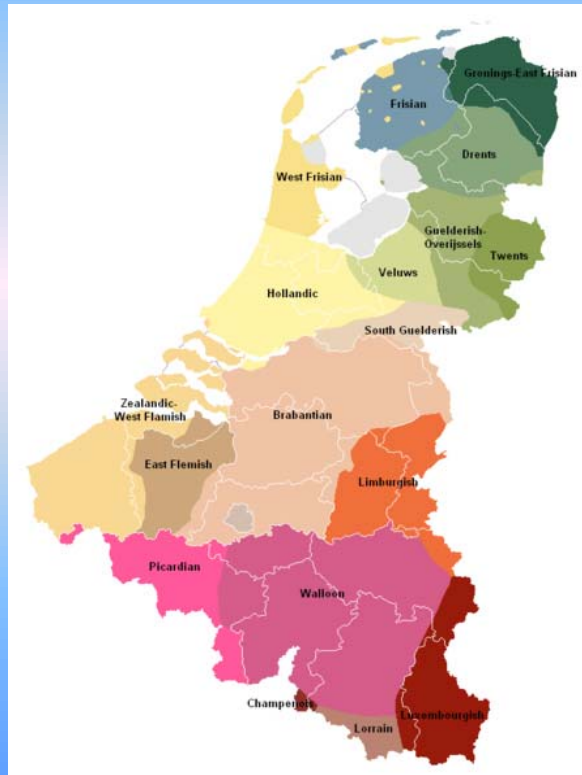 Gronings-East Frisian
Frisian
Drents
West Frisian
Guelderish-
Overijssels
Twents
Veluws
Hollandic
South Guelderish
Zealandic-
West Flamish
Brabantian
East Flemish
Limburgish
Picardian
Walloon
Champenois
Luxembourgish
Lorrain